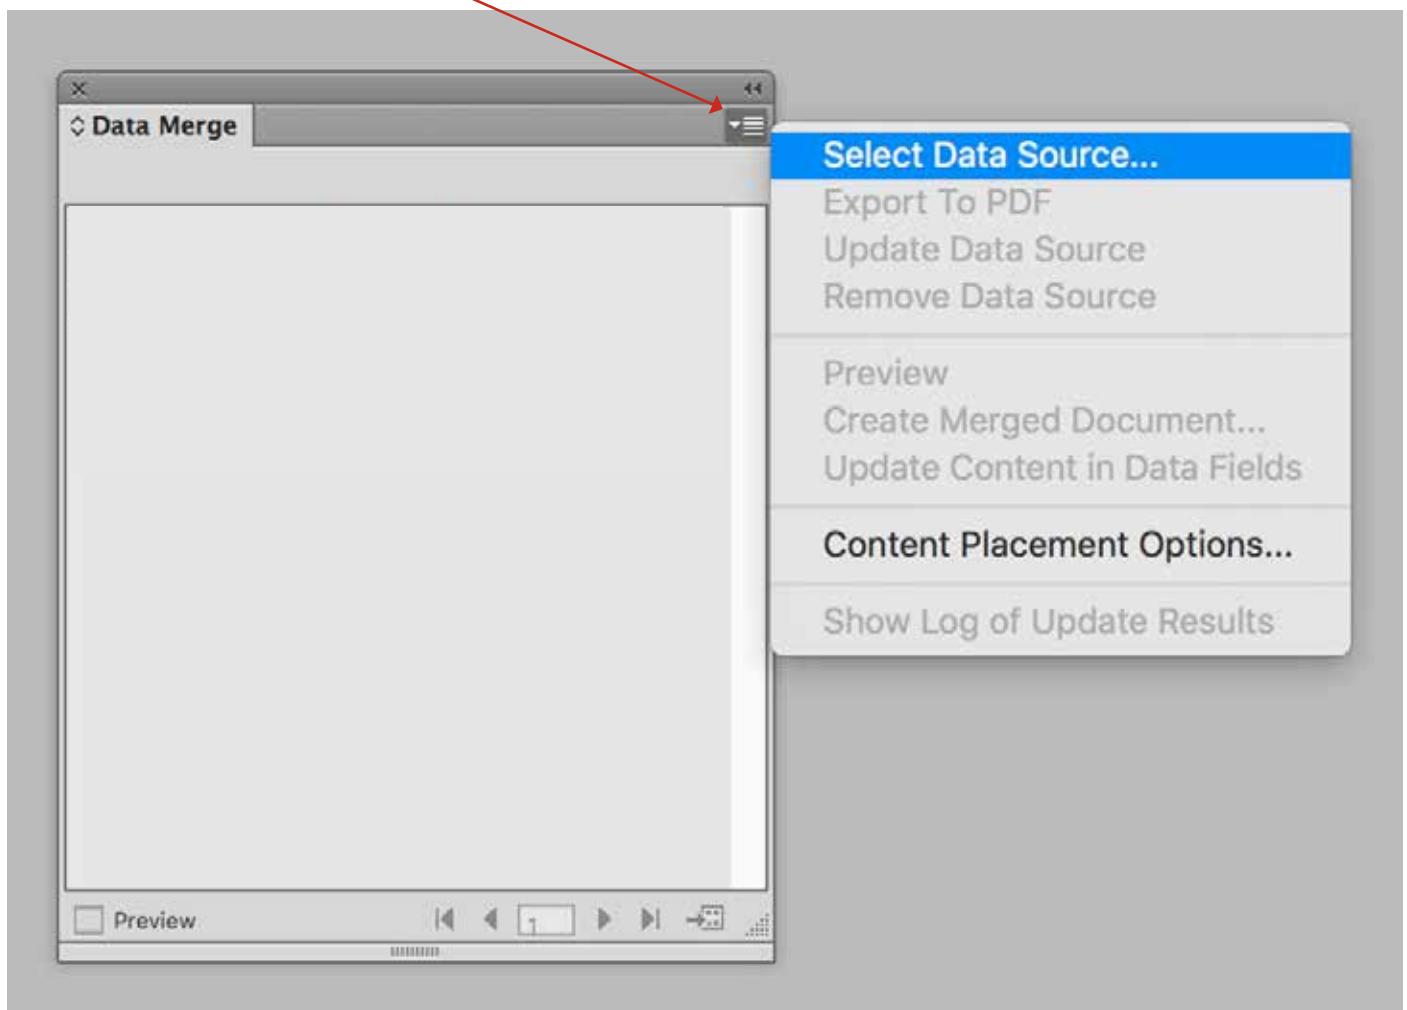 Data Merge
Select Data Source...
Export To PDF
Update Data Source
Remove Data Source
Preview
Create Merged Document...
Update Content in Data Fields
Content Placement Options...
Show Log of Update Results
Preview
1